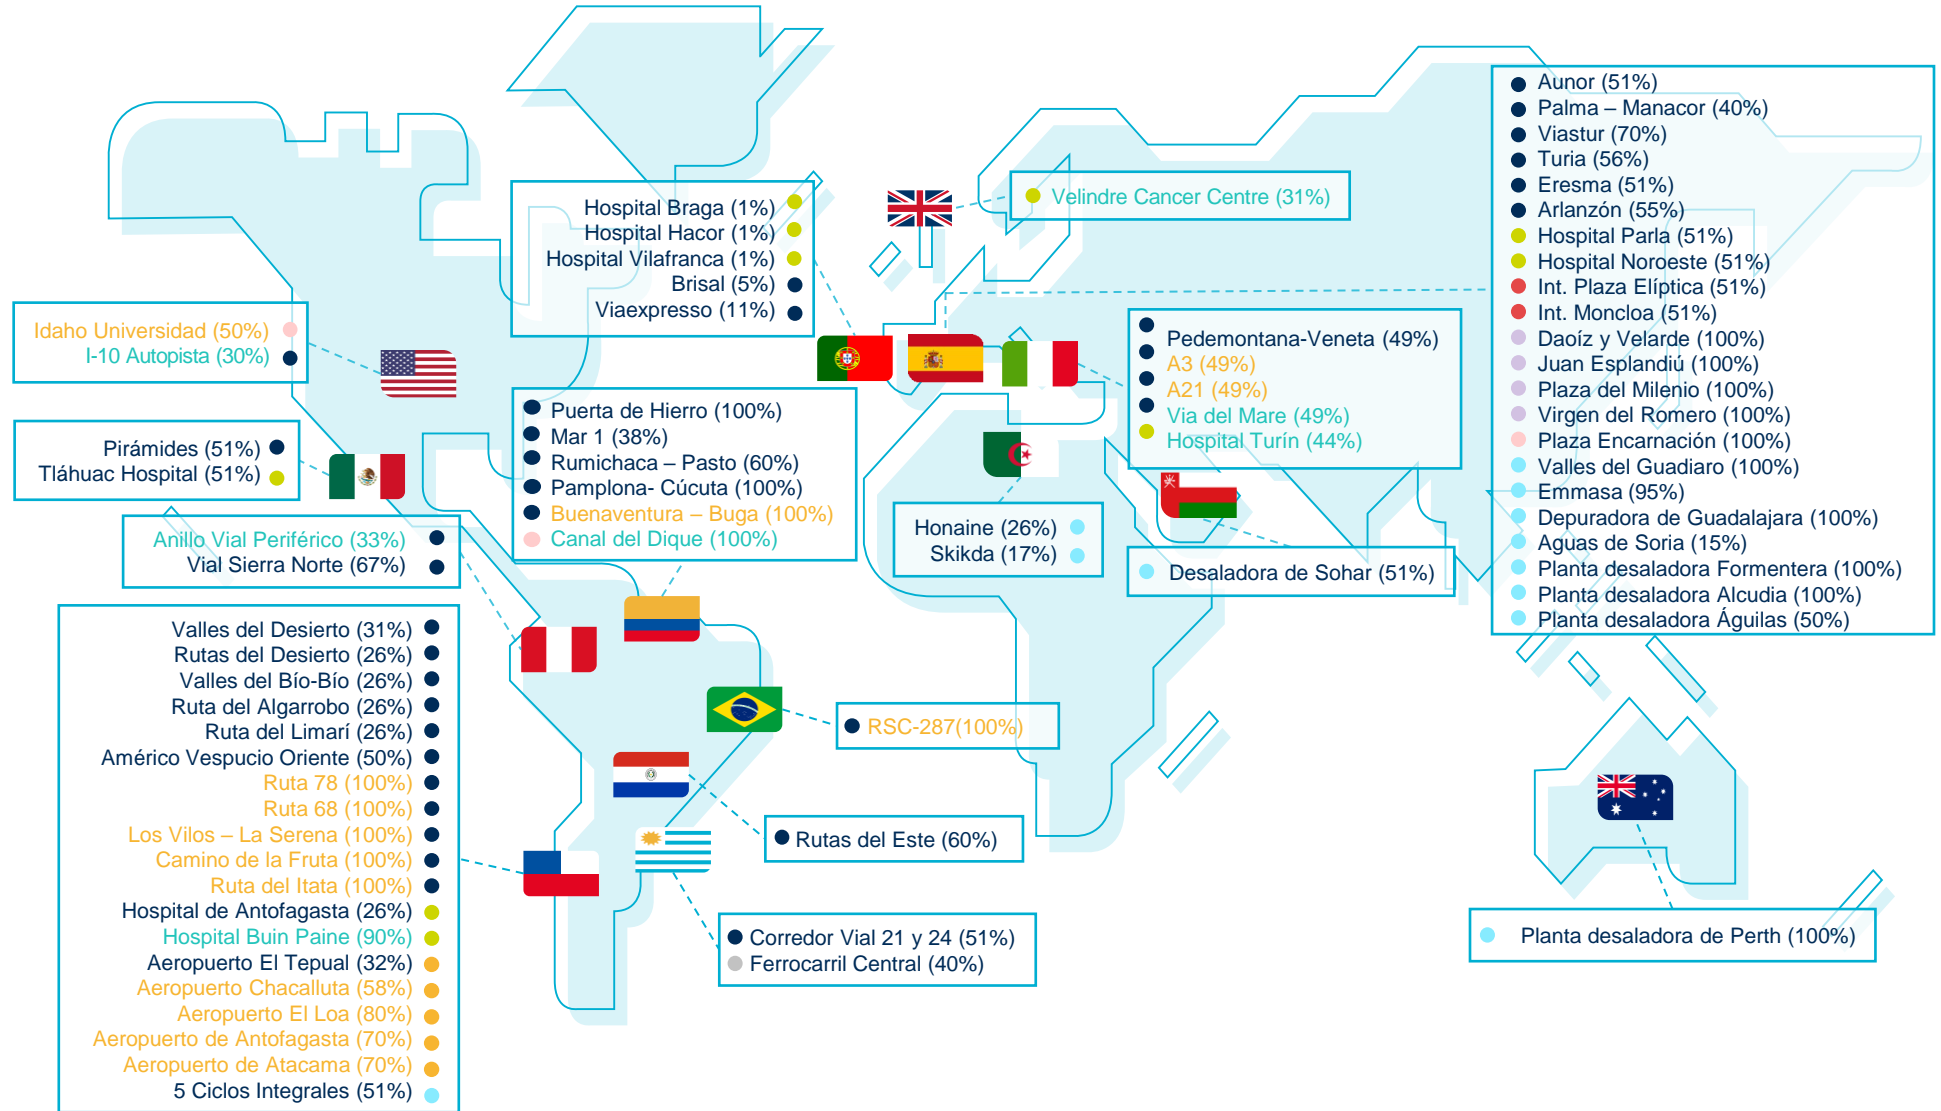 Aunor (51%)
Palma – Manacor (40%)
Viastur (70%)
Turia (56%)
Eresma (51%)
Arlanzón (55%)
Hospital Parla (51%)
Hospital Noroeste (51%)
Int. Plaza Elíptica (51%)
Int. Moncloa (51%)
Daoíz y Velarde (100%)
Juan Esplandiú (100%)
Plaza del Milenio (100%)
Virgen del Romero (100%)
Plaza Encarnación (100%)
Valles del Guadiaro (100%)
Emmasa (95%)
Depuradora de Guadalajara (100%)
Aguas de Soria (15%)
Planta desaladora Formentera (100%)
Planta desaladora Alcudia (100%)
Planta desaladora Águilas (50%)
Velindre Cancer Centre (31%)
Hospital Braga (1%)
Hospital Hacor (1%)
Hospital Vilafranca (1%)
Brisal (5%)
Viaexpresso (11%)
Idaho Universidad (50%)
I-10 Autopista (30%)
Pedemontana-Veneta (49%)
A3 (49%)
A21 (49%)
Via del Mare (49%)
Hospital Turín (44%)
Pirámides (51%)
Tláhuac Hospital (51%)
Puerta de Hierro (100%)
Mar 1 (38%)
Rumichaca – Pasto (60%)
Pamplona- Cúcuta (100%)
Buenaventura – Buga (100%)
Canal del Dique (100%)
Anillo Vial Periférico (33%)
Vial Sierra Norte (67%)
Honaine (26%)
Skikda (17%)
Desaladora de Sohar (51%)
Valles del Desierto (31%)
Rutas del Desierto (26%)
Valles del Bío-Bío (26%)
Ruta del Algarrobo (26%)
Ruta del Limarí (26%)
Américo Vespucio Oriente (50%)
Ruta 78 (100%)
Ruta 68 (100%)
Los Vilos – La Serena (100%)
Camino de la Fruta (100%)
Ruta del Itata (100%)
Hospital de Antofagasta (26%)
Hospital Buin Paine (90%)
Aeropuerto El Tepual (32%)
Aeropuerto Chacalluta (58%)
Aeropuerto El Loa (80%)
Aeropuerto de Antofagasta (70%)
Aeropuerto de Atacama (70%)
5 Ciclos Integrales (51%)
RSC-287(100%)
Rutas del Este (60%)
Corredor Vial 21 y 24 (51%)
Ferrocarril Central (40%)
Planta desaladora de Perth (100%)